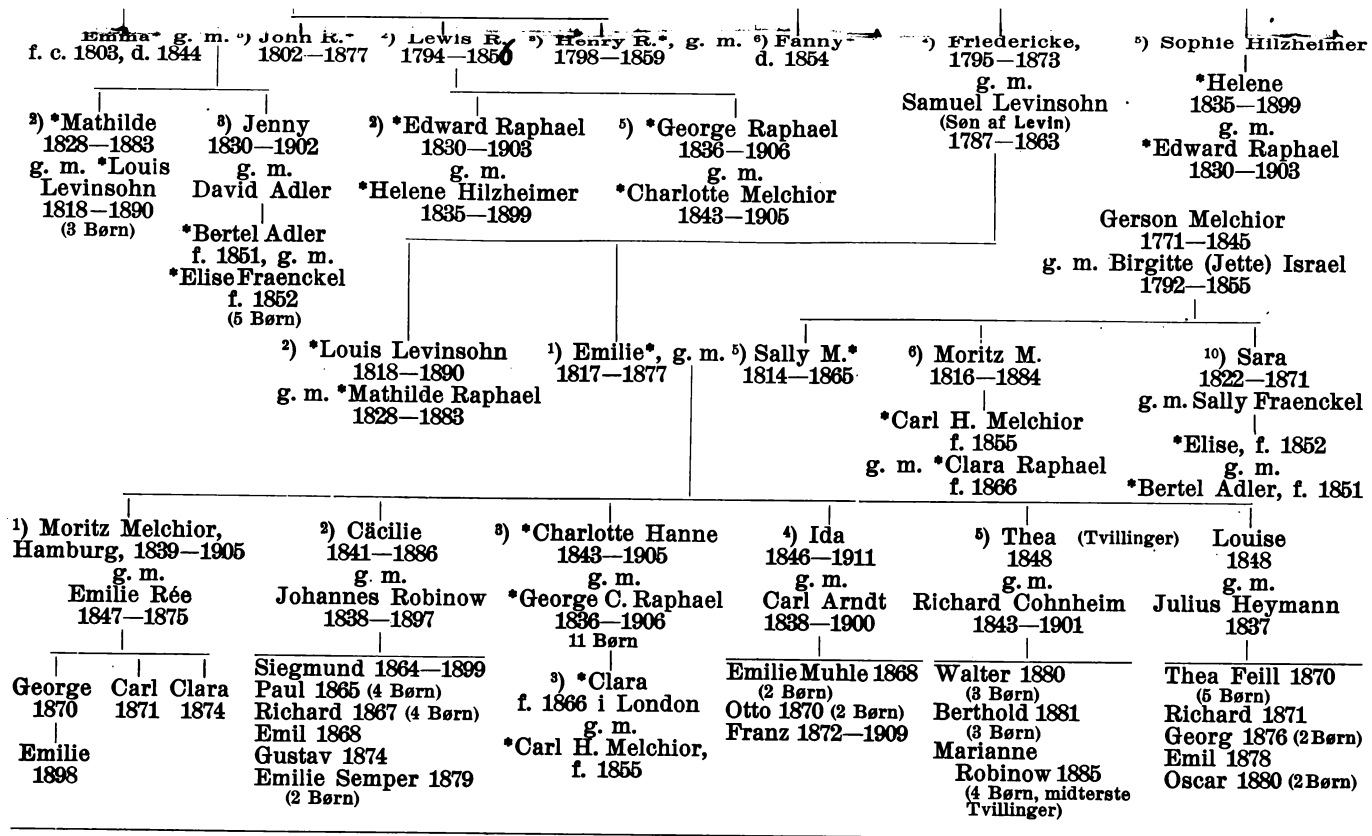 Emma* g. m. ³) John R.*
f. c. 1803, d. 1844
1802—1877
Lewis R.
1794—1856
³) Henry R.*, g. m.
1798—1859
⁶) Fanny*
d. 1854
Friedericke,
1795—1873
g. m.
Samuel Levinsohn
(Søn af Levin)
1787—1863
⁵) Sophie Hilzheimer
*Helene
1835—1899
g. m.
*Edward Raphael
1830—1903
²) *Mathilde
1828—1883
g. m. *Louis
Levinsohn
1818—1890
(3 Børn)
³) Jenny
1830—1902
g. m.
David Adler
*Bertel Adler
f. 1851, g. m.
*Elise Fraenckel
f. 1852
(5 Børn)
²) *Edward Raphael
1830—1903
g. m.
*Helene Hilzheimer
1835—1899
⁵) *George Raphael
1836—1906
g. m.
*Charlotte Melchior
1843—1905
Gerson Melchior
1771—1845
g. m. Birgitte (Jette) Israel
1792—1855
²) *Louis Levinsohn
1818—1890
g. m. *Mathilde Raphael
1828—1883
¹) Emilie*, g. m. ⁵) Sally M.*
1817—1877
1814—1865
⁶) Moritz M.
1816—1884
*Carl H. Melchior
f. 1855
g. m. *Clara Raphael
f. 1866
¹⁰) Sara
1822—1871
g. m. Sally Fraenckel
*Elise, f. 1852
g. m.
*Bertel Adler, f. 1851
¹) Moritz Melchior,
Hamburg, 1839—1905
g. m.
Emilie Rée
1847—1875
George
1870
Emilie
1898
Carl
1871
Clara
1874
²) Cäcilie
1841—1886
g. m.
Johannes Robinow
1838—1897
Siegmund 1864—1899
Paul 1865 (4 Børn)
Richard 1867 (4 Børn)
Emil 1868
Gustav 1874
Emilie Semper 1879
(2 Børn)
³) *Charlotte Hanne
1843—1905
g. m.
*George C. Raphael
1836—1906
11 Børn
³) *Clara
f. 1866 i London
g. m.
*Carl H. Melchior,
f. 1855
⁴) Ida
1846—1911
g. m.
Carl Arndt
1838—1900
Emilie Muhle 1868
(2 Børn)
Otto 1870 (2 Børn)
Franz 1872—1909
⁵) Thea (Tvillinger)
1848
g. m.
Richard Cohnheim
1843—1901
Walter 1880
(3 Børn)
Berthold 1881
(3 Børn)
Marianne
Robinow 1885
(4 Børn, midterste
Tvillinger)
Louise
1848
g. m.
Julius Heymann
1837
Thea Feill 1870
(5 Børn)
Richard 1871
Georg 1876 (2 Børn)
Emil 1878
Oscar 1880 (2 Børn)